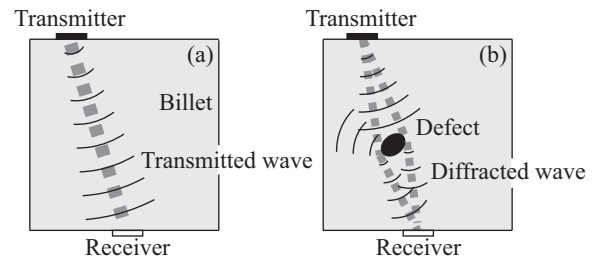 Transmitter
(a)
Billet
Transmitted wave
Receiver
Transmitter
(b)
Defect
Diffracted wave
Receiver